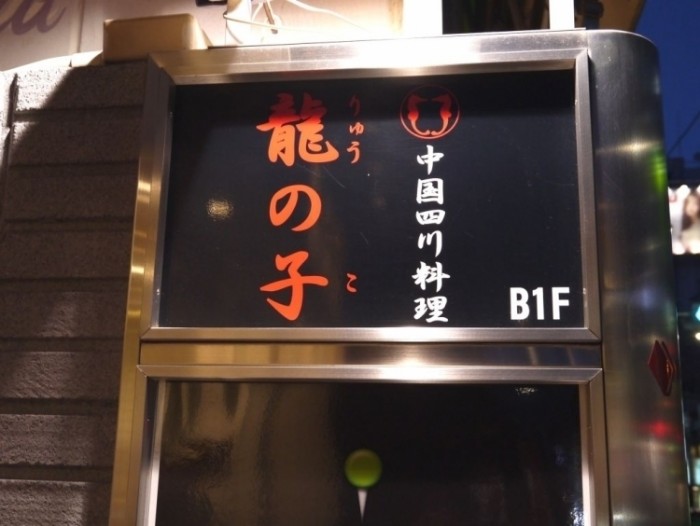 中国四川料理
龍の子
りゅう こ
B1F